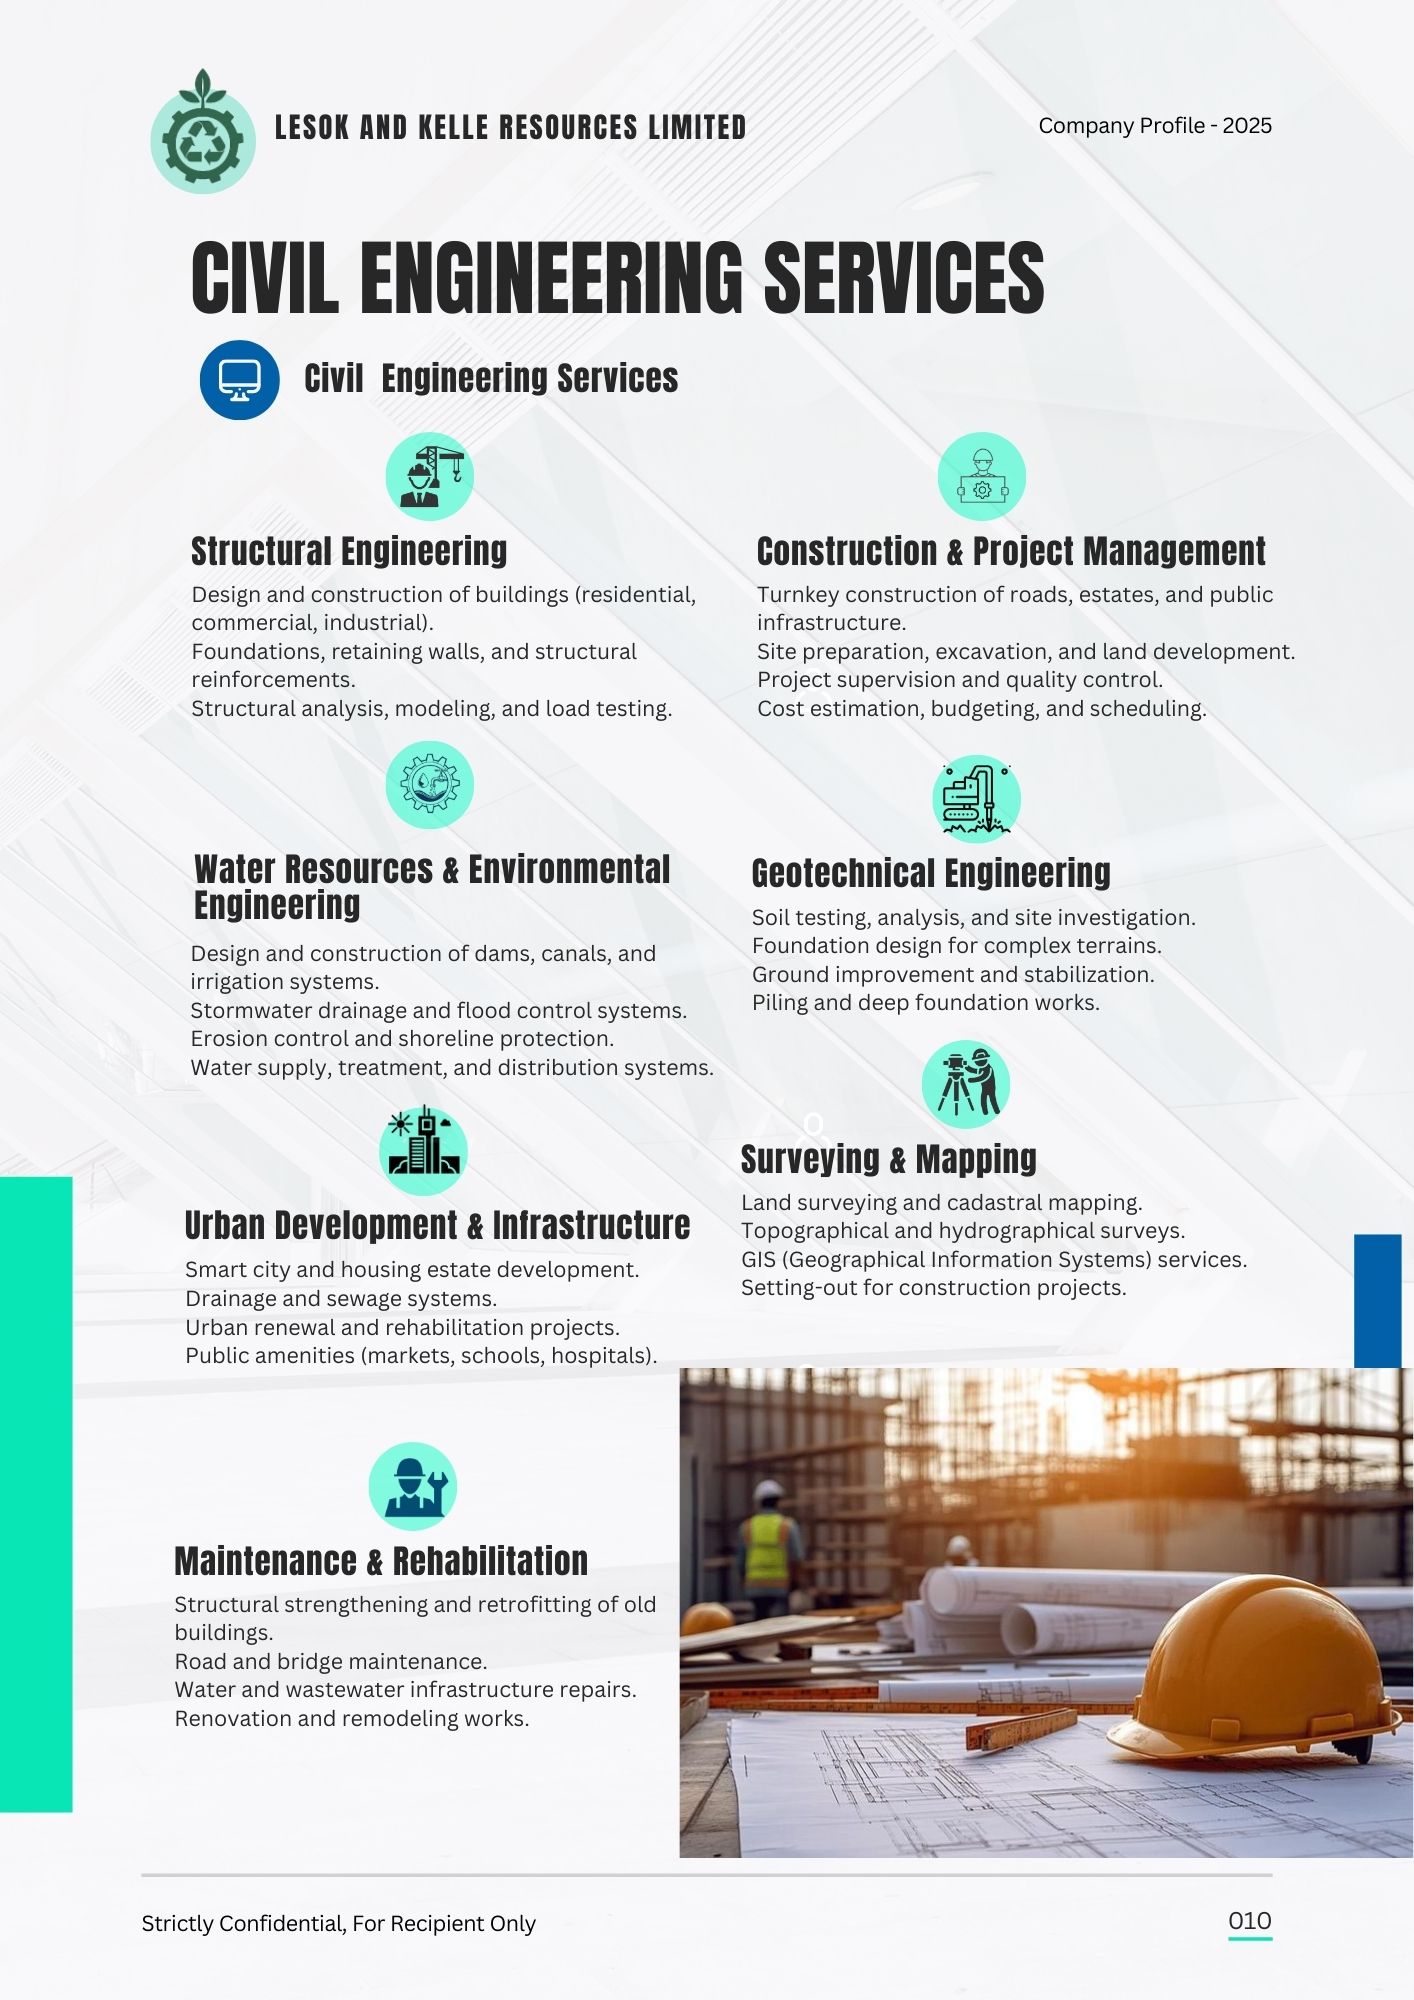 LESOK AND KELLE RESOURCES LIMITED
Company Profile - 2025
CIVIL ENGINEERING SERVICES
Civil Engineering Services
Structural Engineering
Design and construction of buildings (residential,
commercial, industrial).
Foundations, retaining walls, and structural
reinforcements.
Structural analysis, modeling, and load testing.
Construction & Project Management
Turnkey construction of roads, estates, and public
infrastructure.
Site preparation, excavation, and land development.
Project supervision and quality control.
Cost estimation, budgeting, and scheduling.
Water Resources & Environmental
Engineering
Design and construction of dams, canals, and
irrigation systems.
Stormwater drainage and flood control systems.
Erosion control and shoreline protection.
Water supply, treatment, and distribution systems.
Geotechnical Engineering
Soil testing, analysis, and site investigation.
Foundation design for complex terrains.
Ground improvement and stabilization.
Piling and deep foundation works.
Urban Development & Infrastructure
Smart city and housing estate development.
Drainage and sewage systems.
Urban renewal and rehabilitation projects.
Public amenities (markets, schools, hospitals).
Surveying & Mapping
Land surveying and cadastral mapping.
Topographical and hydrographical surveys.
GIS (Geographical Information Systems) services.
Setting-out for construction projects.
Maintenance & Rehabilitation
Structural strengthening and retrofitting of old
buildings.
Road and bridge maintenance.
Water and wastewater infrastructure repairs.
Renovation and remodeling works.
Strictly Confidential, For Recipient Only
010